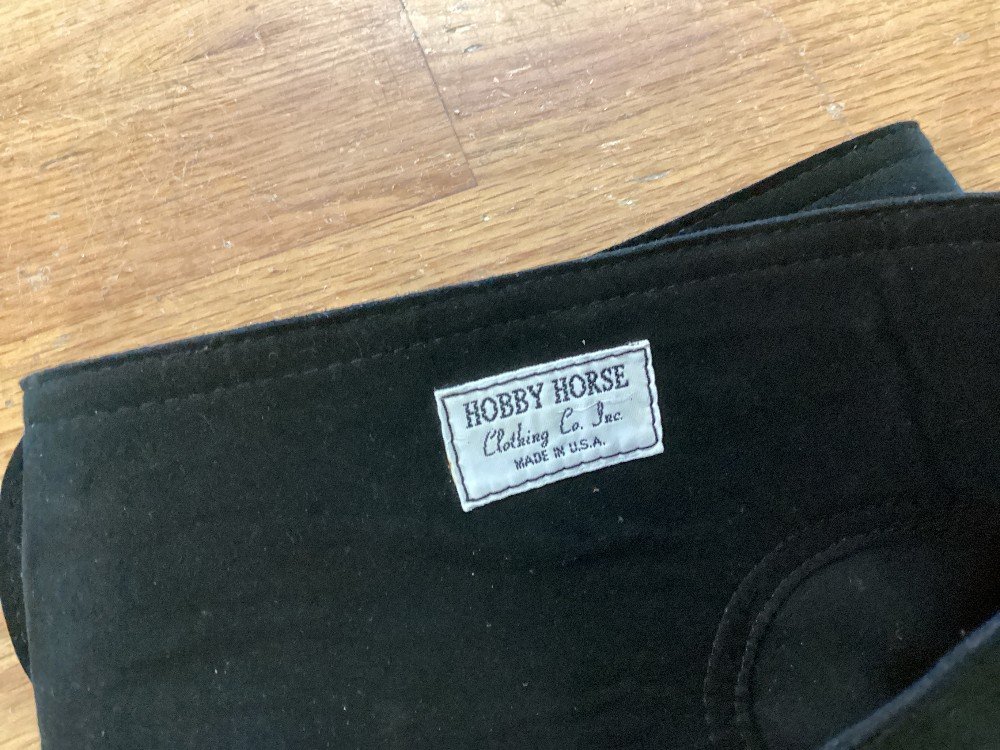 HOBBY HORSE
Clothing Co. Inc.
MADE IN U.S.A.